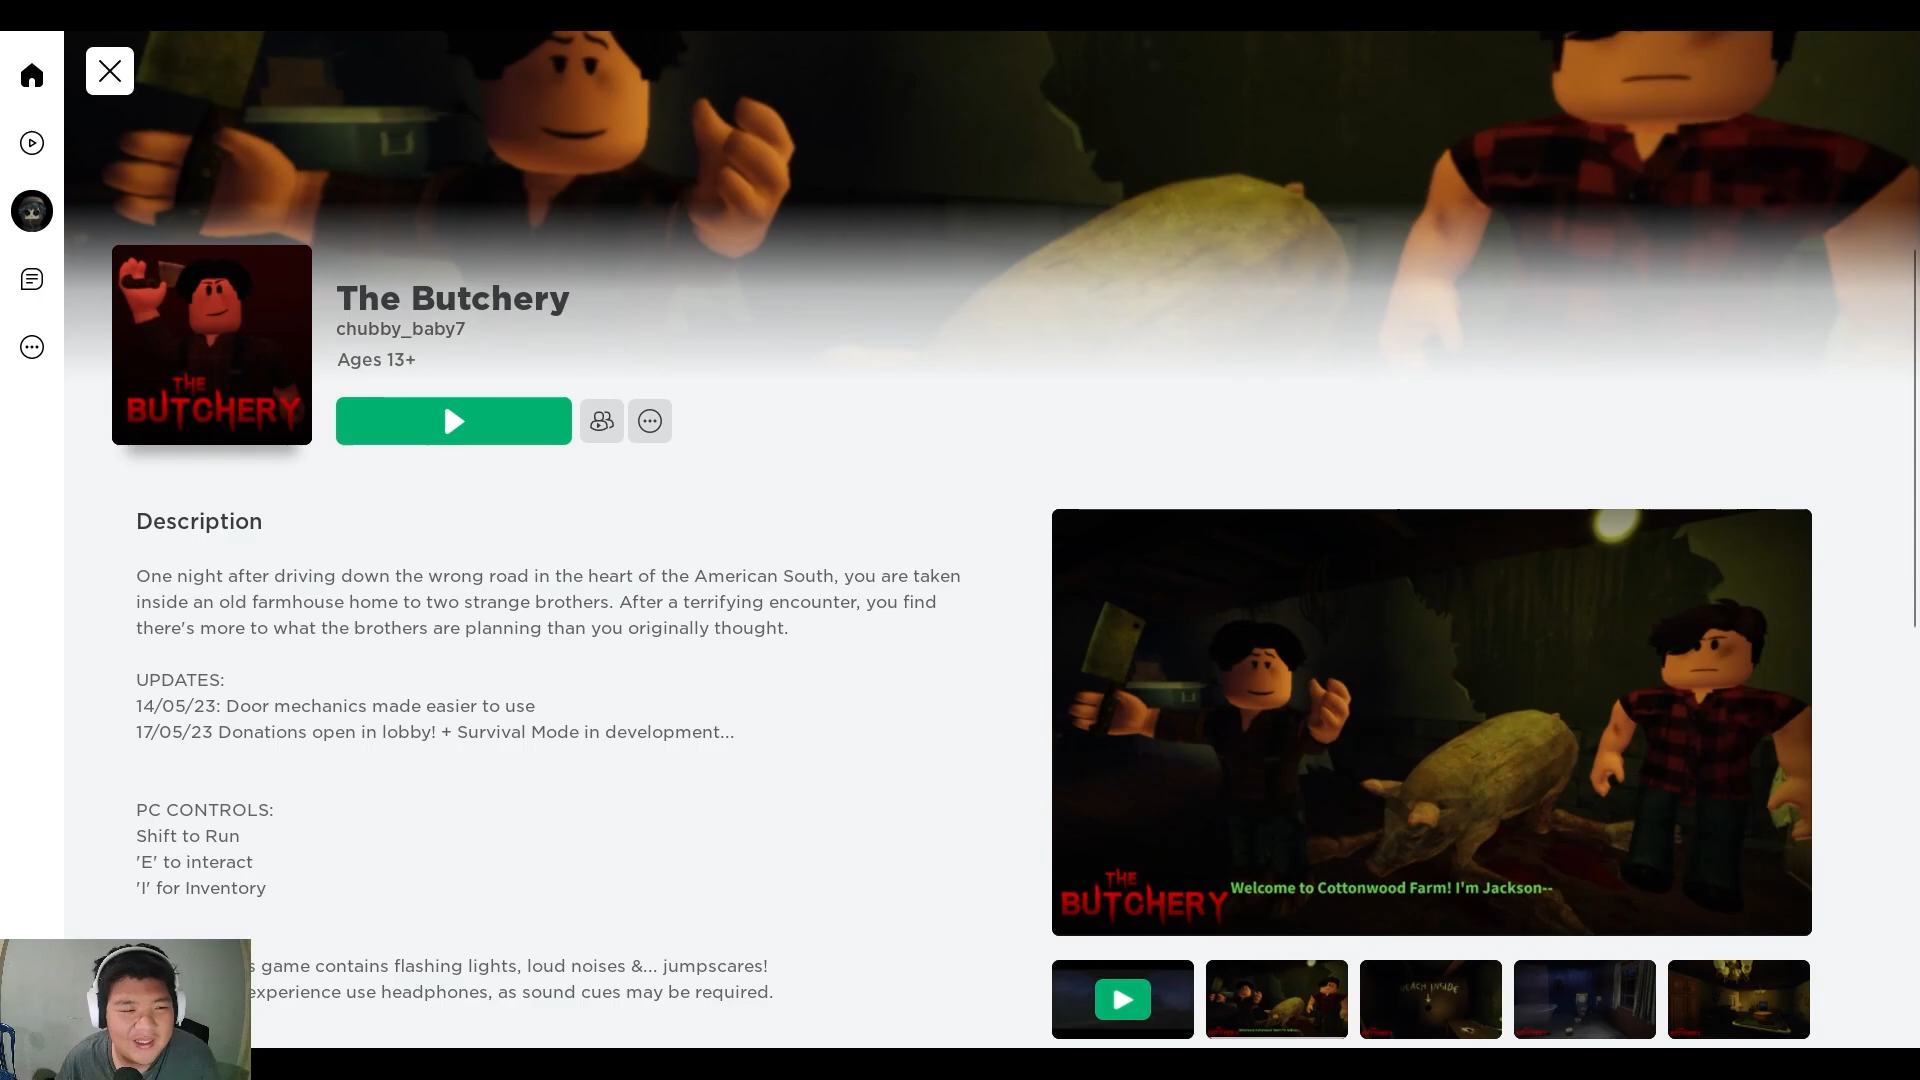 The Butchery
chubby_baby7
Ages 13+
THE
BUTCHERY
Description
One night after driving down the wrong road in the heart of the American South, you are taken
inside an old farmhouse home to two strange brothers. After a terrifying encounter, you find
there's more to what the brothers are planning than you originally thought.
UPDATES:
14/05/23: Door mechanics made easier to use
17/05/23 Donations open in lobby! + Survival Mode in development...
PC CONTROLS:
Shift to Run
'E' to interact
'I' for Inventory
s game contains flashing lights, loud noises &... jumpscares!
experience use headphones, as sound cues may be required.
THE
BUTCHERY
Welcome to Cottonwood Farm! I'm Jackson--
REACH INSIDE